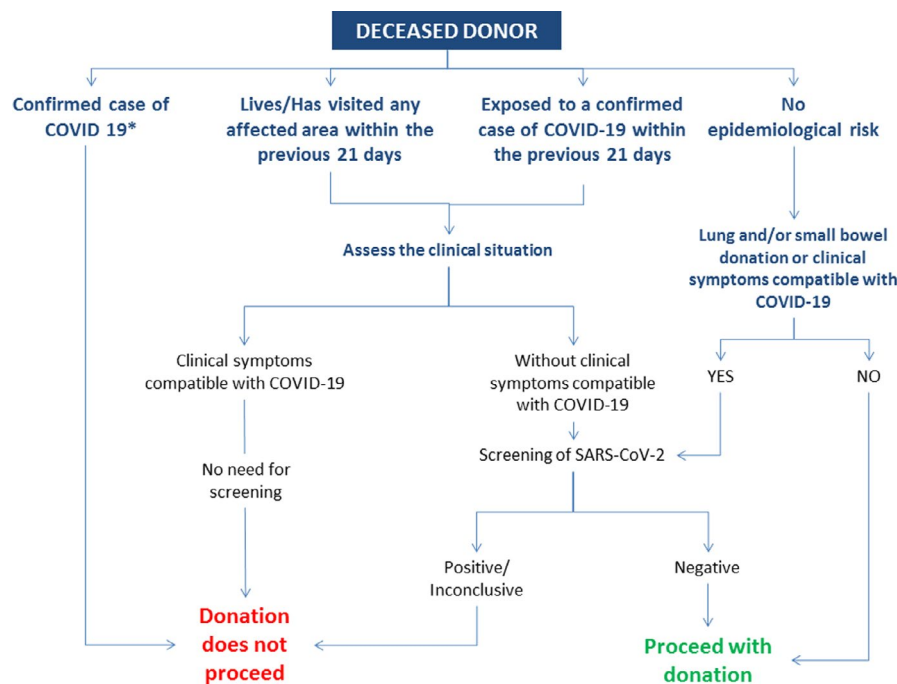 DECEASED DONOR
Confirmed case of
COVID 19*
Lives/Has visited any
affected area within the
previous 21 days
Exposed to a confirmed
case of COVID-19 within
the previous 21 days
No
epidemiological risk
Assess the clinical situation
Lung and/or small bowel
donation or clinical
symptoms compatible with
COVID-19
Clinical symptoms
compatible with COVID-19
Without clinical
symptoms compatible
with COVID-19
YES
NO
No need for
screening
Screening of SARS-CoV-2
Positive/
Inconclusive
Negative
Donation
does not
proceed
Proceed with
donation